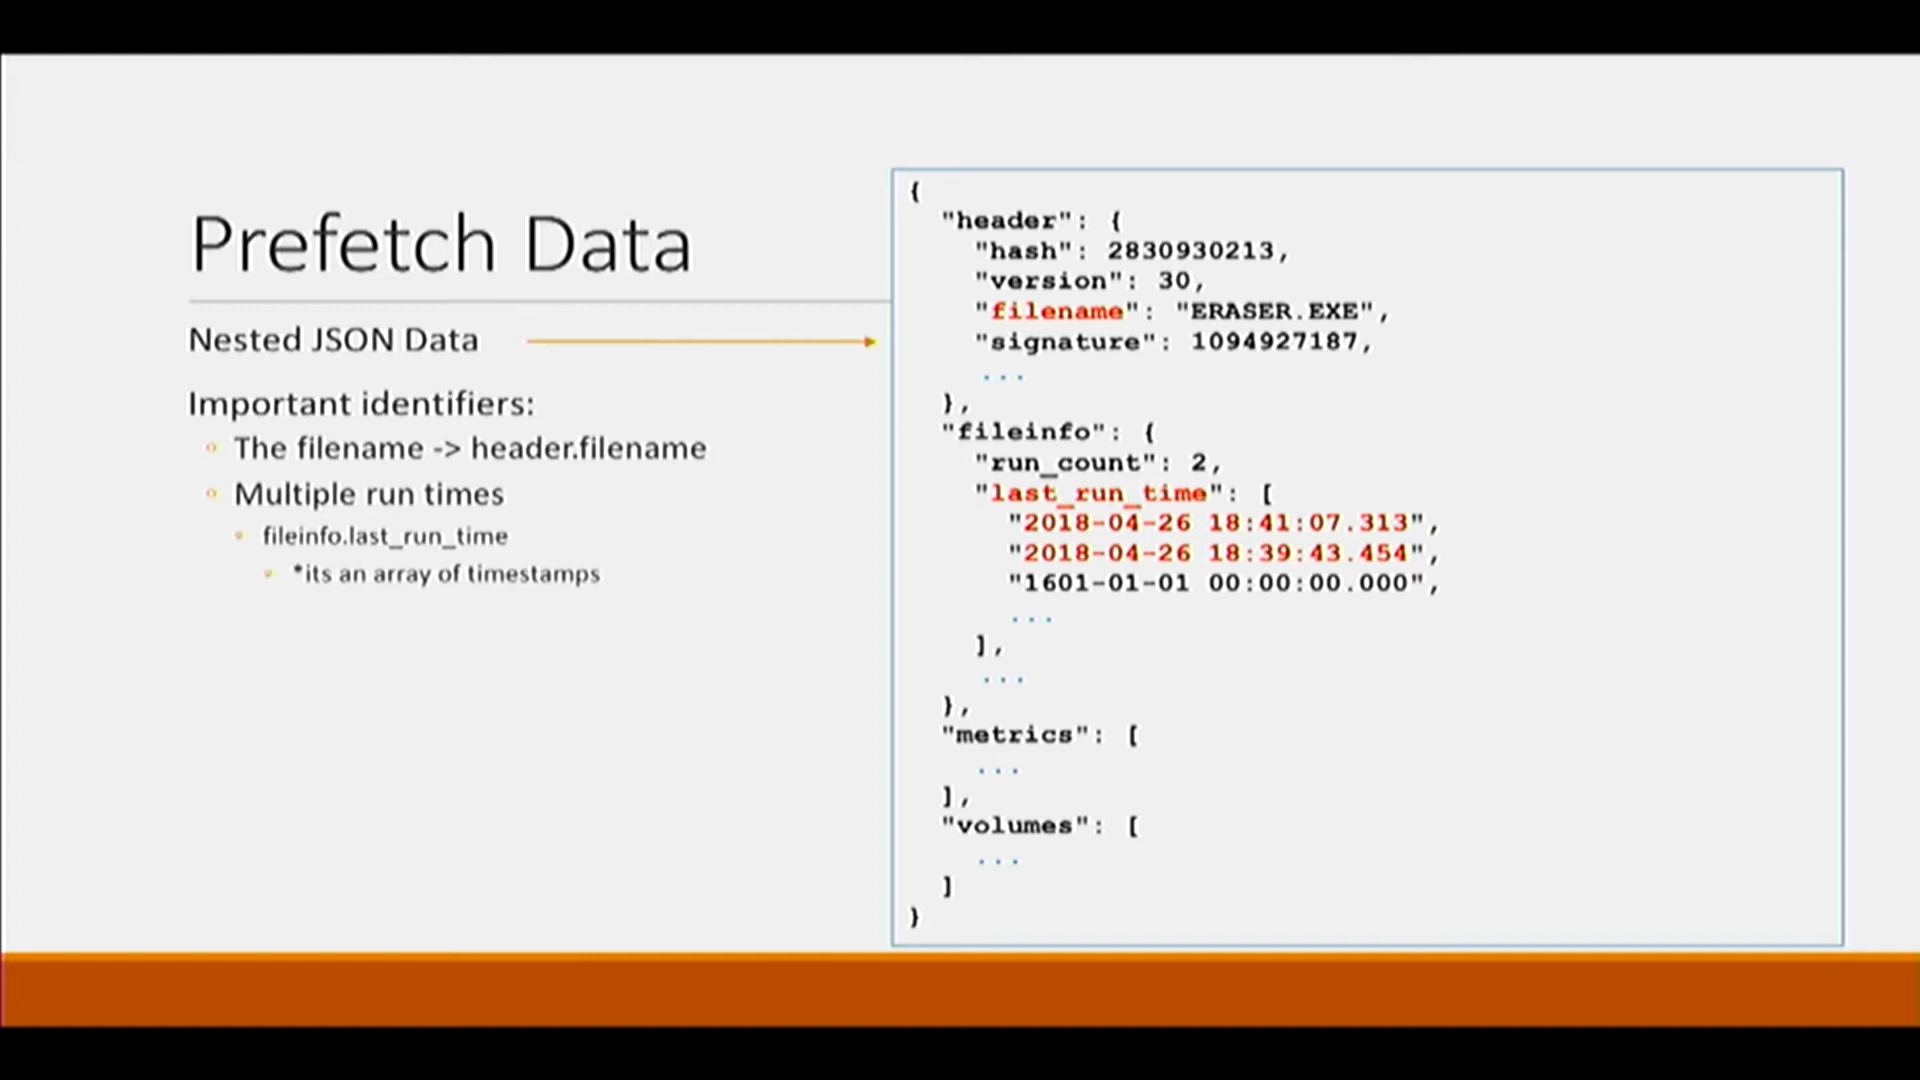 Prefetch Data
Nested JSON Data
Important identifiers:
The filename -> header.filename
Multiple run times
fileinfo.last_run_time
*its an array of timestamps
{
"header": {
"hash": 2830930213,
"version": 30,
"filename": "ERASER.EXE",
"signature": 1094927187,
...
},
"fileinfo": {
"run_count": 2,
"last_run_time": [
"2018-04-26 18:41:07.313",
"2018-04-26 18:39:43.454",
"1601-01-01 00:00:00.000",
...
],
...
},
"metrics": [
...
],
"volumes": [
...
]
}